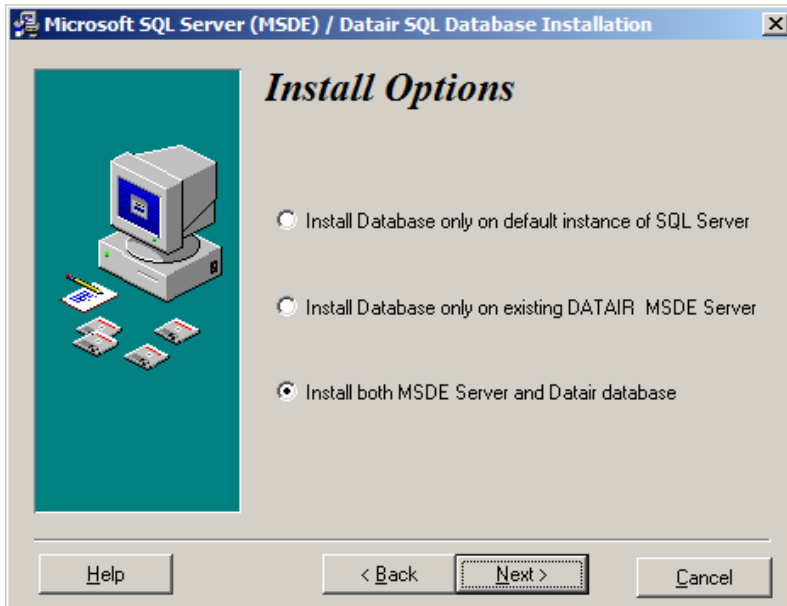 Microsoft SQL Server (MSDE) / Datair SQL Database Installation
Install Options
Install Database only on default instance of SQL Server
Install Database only on existing DATAIR  MSDE Server
Install both MSDE Server and Datair database
Help
< Back
Next >
Cancel